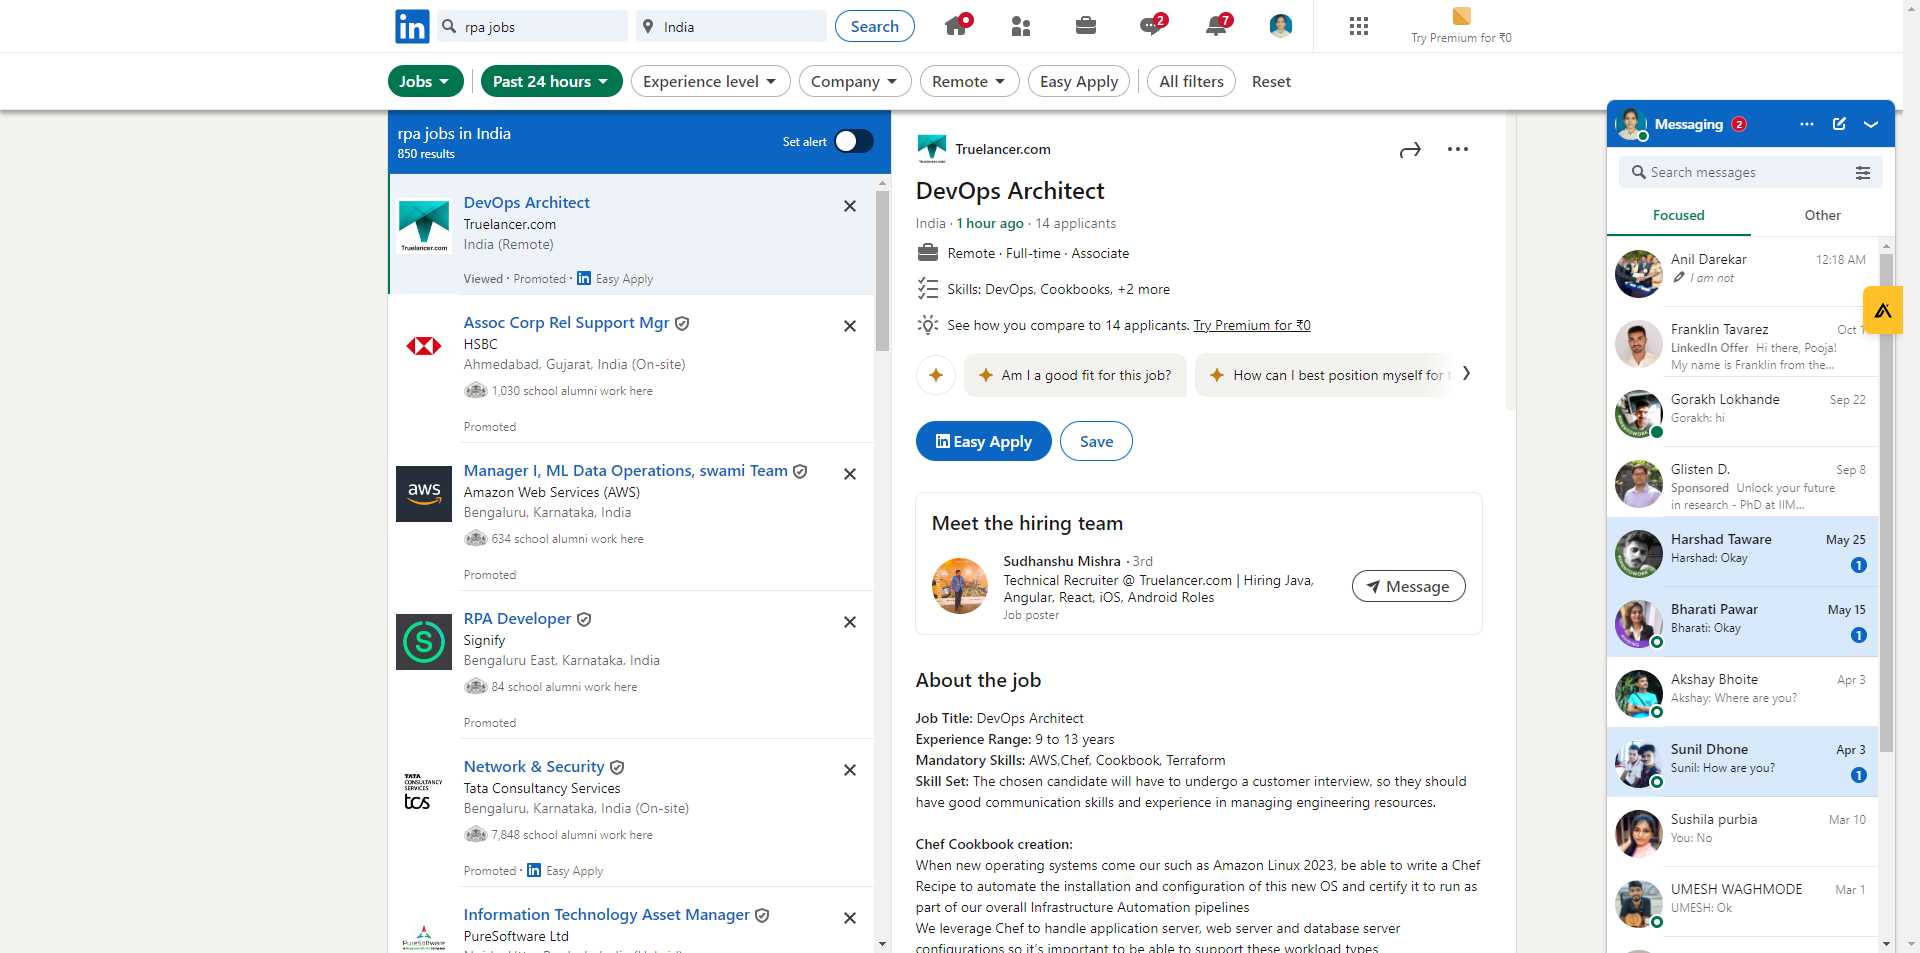 in
rpa jobs
India
Search
2
7
Try Premium for ₹0
Jobs
Past 24 hours
Experience level
Company
Remote
Easy Apply
All filters
Reset
rpa jobs in India
850 results
Set alert
DevOps Architect
Truelancer.com
India (Remote)
Viewed · Promoted · in Easy Apply
Truelancer.com
Assoc Corp Rel Support Mgr
HSBC
Ahmedabad, Gujarat, India (On-site)
1,030 school alumni work here
Promoted
aws
Manager I, ML Data Operations, swami Team
Amazon Web Services (AWS)
Bengaluru, Karnataka, India
634 school alumni work here
Promoted
S
RPA Developer
Signify
Bengaluru East, Karnataka, India
84 school alumni work here
Promoted
TATA
CONSULTANCY
SERVICES
tcs
Network & Security
Tata Consultancy Services
Bengaluru, Karnataka, India (On-site)
7,848 school alumni work here
Promoted · in Easy Apply
PureSoftware
Information Technology Asset Manager
PureSoftware Ltd
Truelancer.com
DevOps Architect
India · 1 hour ago · 14 applicants
Remote · Full-time · Associate
Skills: DevOps, Cookbooks, +2 more
See how you compare to 14 applicants. Try Premium for ₹0
Am I a good fit for this job?
How can I best position myself for t
in Easy Apply
Save
Meet the hiring team
Sudhanshu Mishra · 3rd
Technical Recruiter @ Truelancer.com | Hiring Java,
Angular, React, iOS, Android Roles
Job poster
Message
About the job
Job Title: DevOps Architect
Experience Range: 9 to 13 years
Mandatory Skills: AWS,Chef, Cookbook, Terraform
Skill Set: The chosen candidate will have to undergo a customer interview, so they should
have good communication skills and experience in managing engineering resources.
Chef Cookbook creation:
When new operating systems come our such as Amazon Linux 2023, be able to write a Chef
Recipe to automate the installation and configuration of this new OS and certify it to run as
part of our overall Infrastructure Automation pipelines
We leverage Chef to handle application server, web server and database server
configurations so it's important to be able to support these workload types
Messaging 2
Search messages
Focused
Other
Anil Darekar
12:18 AM
I am not
Franklin Tavarez
Oct 1
LinkedIn Offer Hi there, Pooja!
My name is Franklin from the...
Gorakh Lokhande
Sep 22
Gorakh: hi
Glisten D.
Sep 8
Sponsored Unlock your future
in research - PhD at IIM...
Harshad Taware
May 25
Harshad: Okay
1
Bharati Pawar
May 15
Bharati: Okay
1
Akshay Bhoite
Apr 3
Akshay: Where are you?
Sunil Dhone
Apr 3
Sunil: How are you?
1
Sushila purbia
Mar 10
You: No
UMESH WAGHMODE
Mar 1
UMESH: Ok